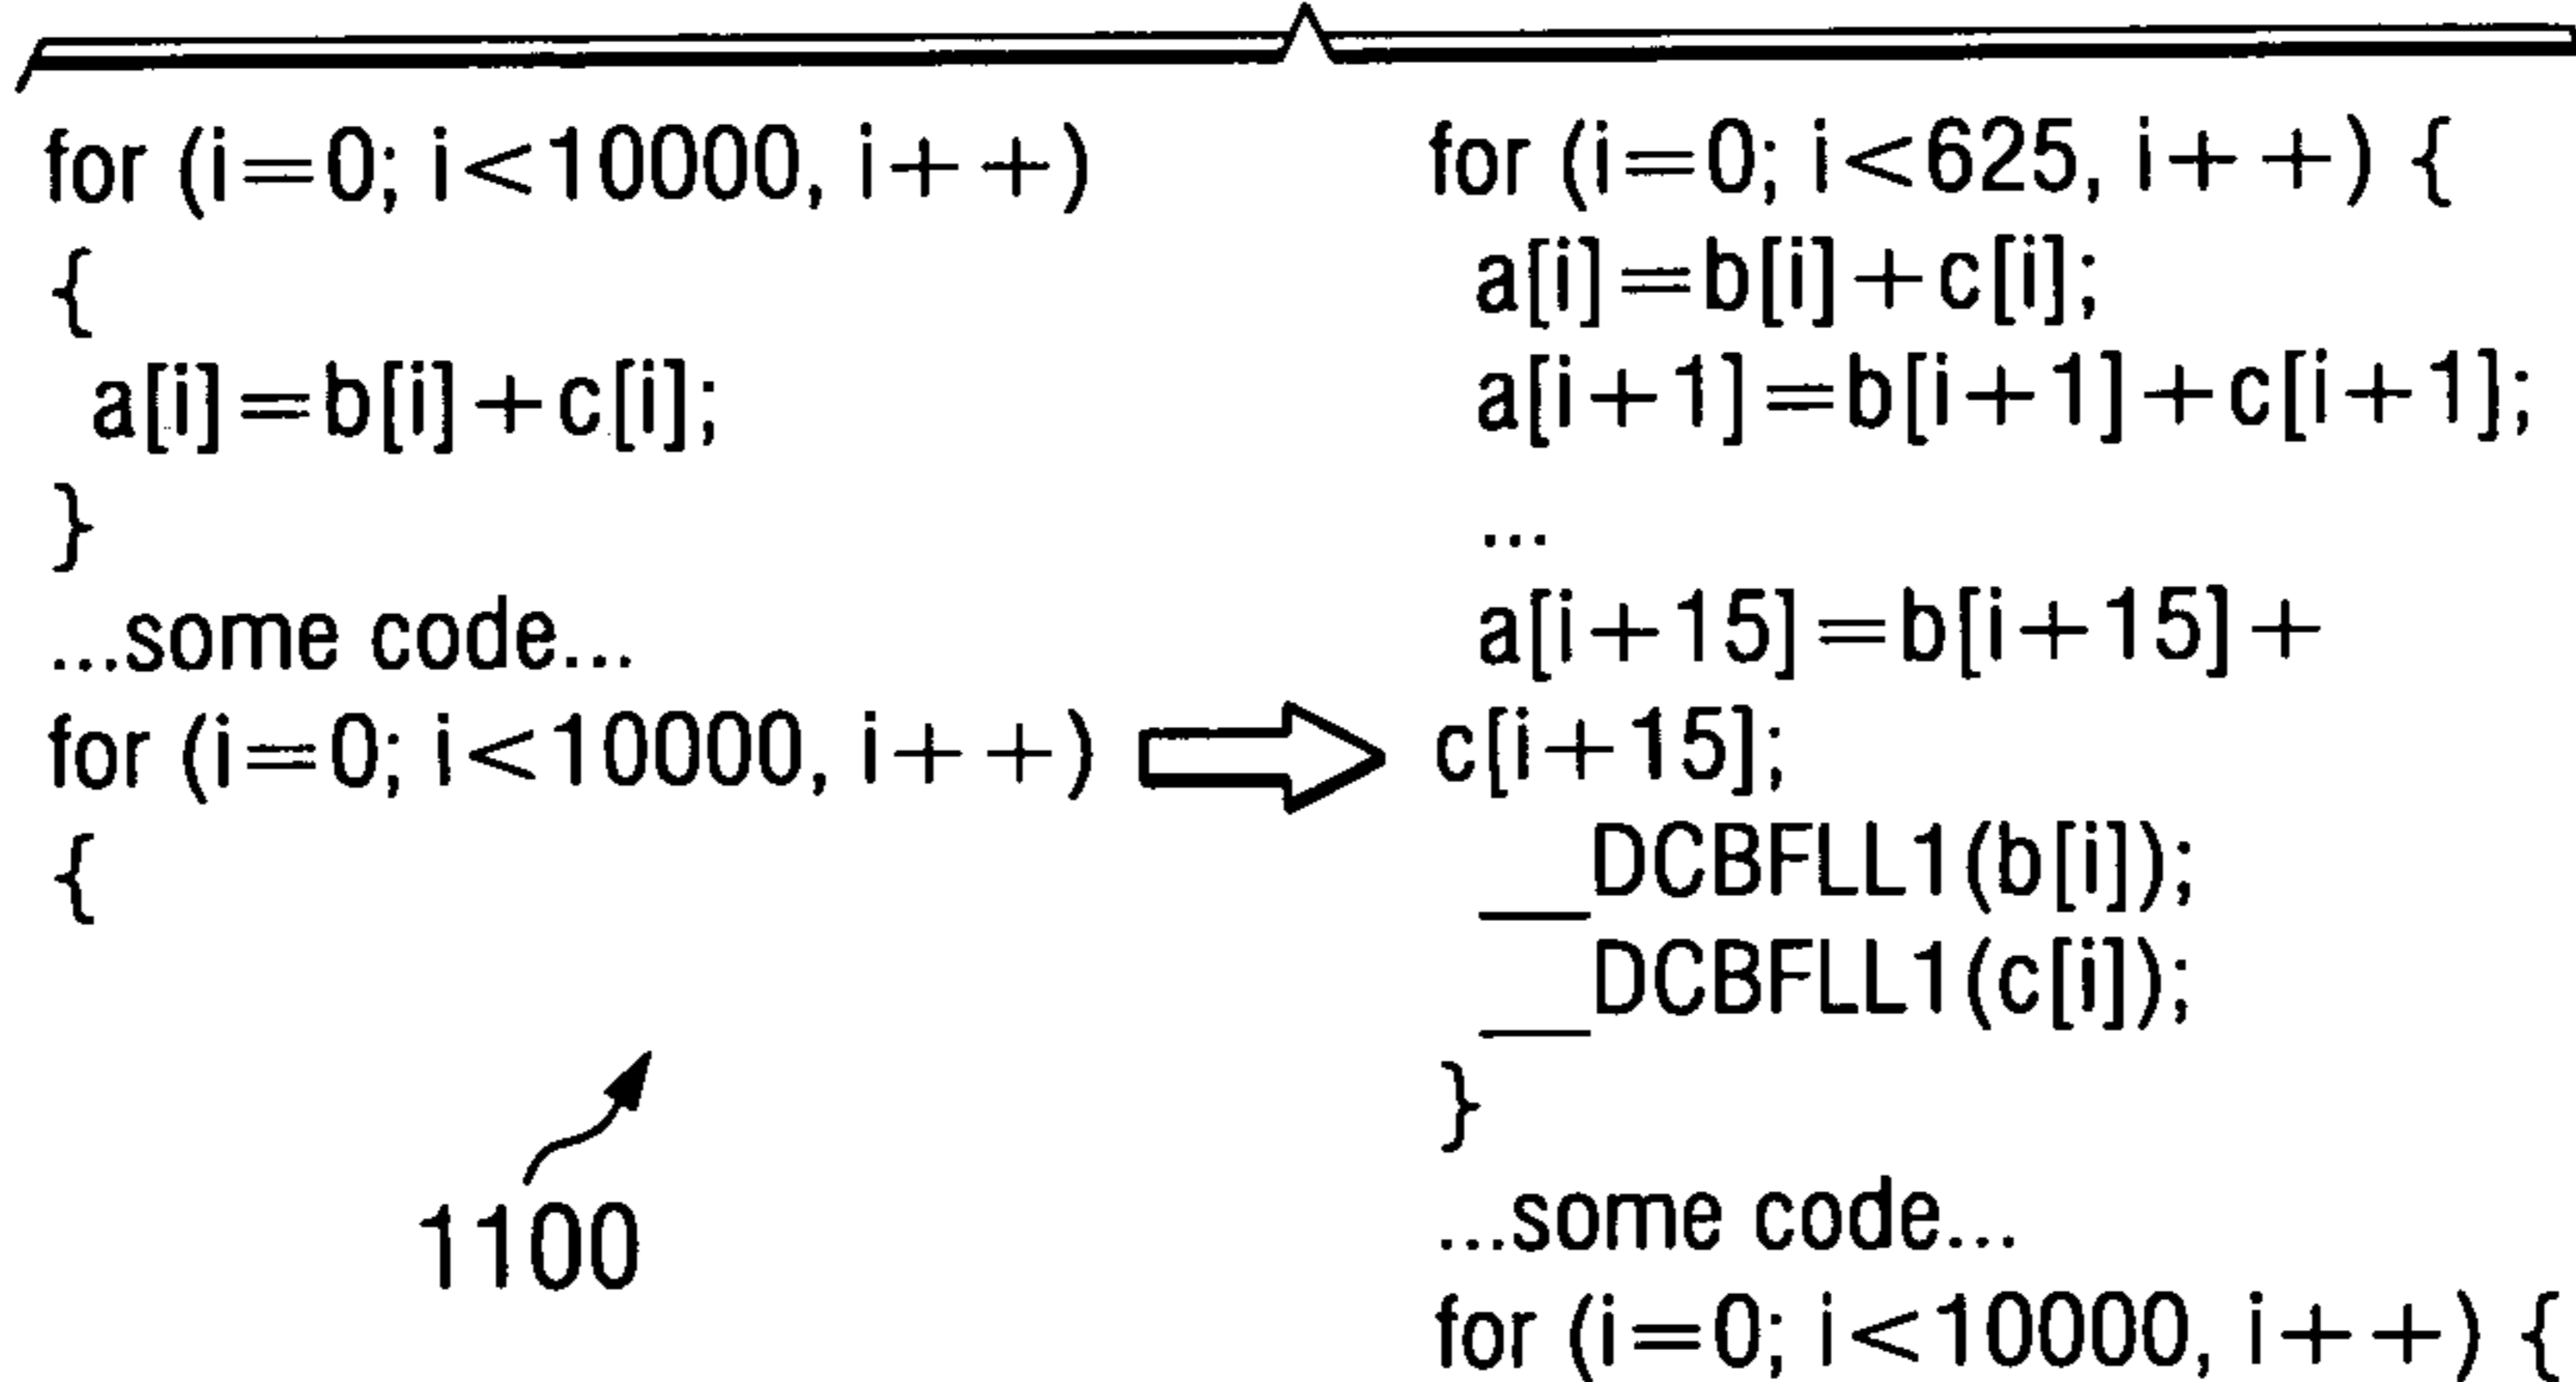 for (i=0; i<10000, i++)
{
a[i]=b[i]+c[i];
}
...some code...
for (i=0; i<10000, i++)
{
1100
for (i=0; i<625, i++) {
a[i]=b[i]+c[i];
a[i+1]=b[i+1]+c[i+1];
...
a[i+15]=b[i+15]+
c[i+15];
__DCBFLL1(b[i]);
__DCBFLL1(c[i]);
}
...some code...
for (i=0; i<10000, i++) {